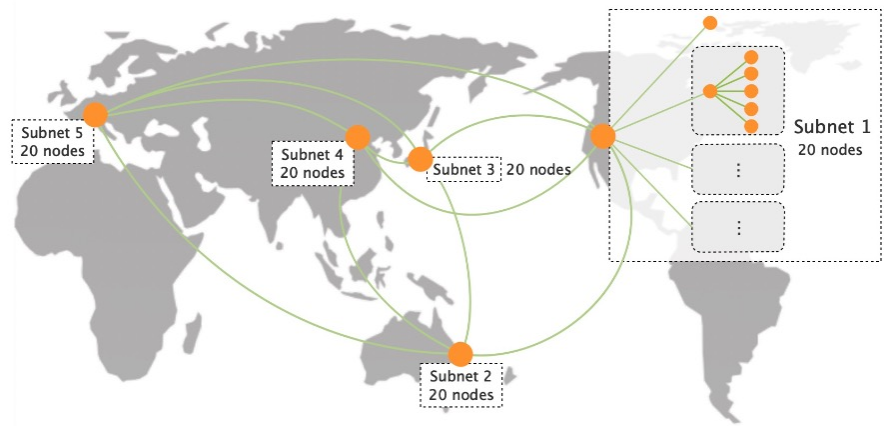 Subnet 1
20 nodes
⋮
⋮
Subnet 5
20 nodes
Subnet 4
20 nodes
Subnet 3 20 nodes
Subnet 2
20 nodes